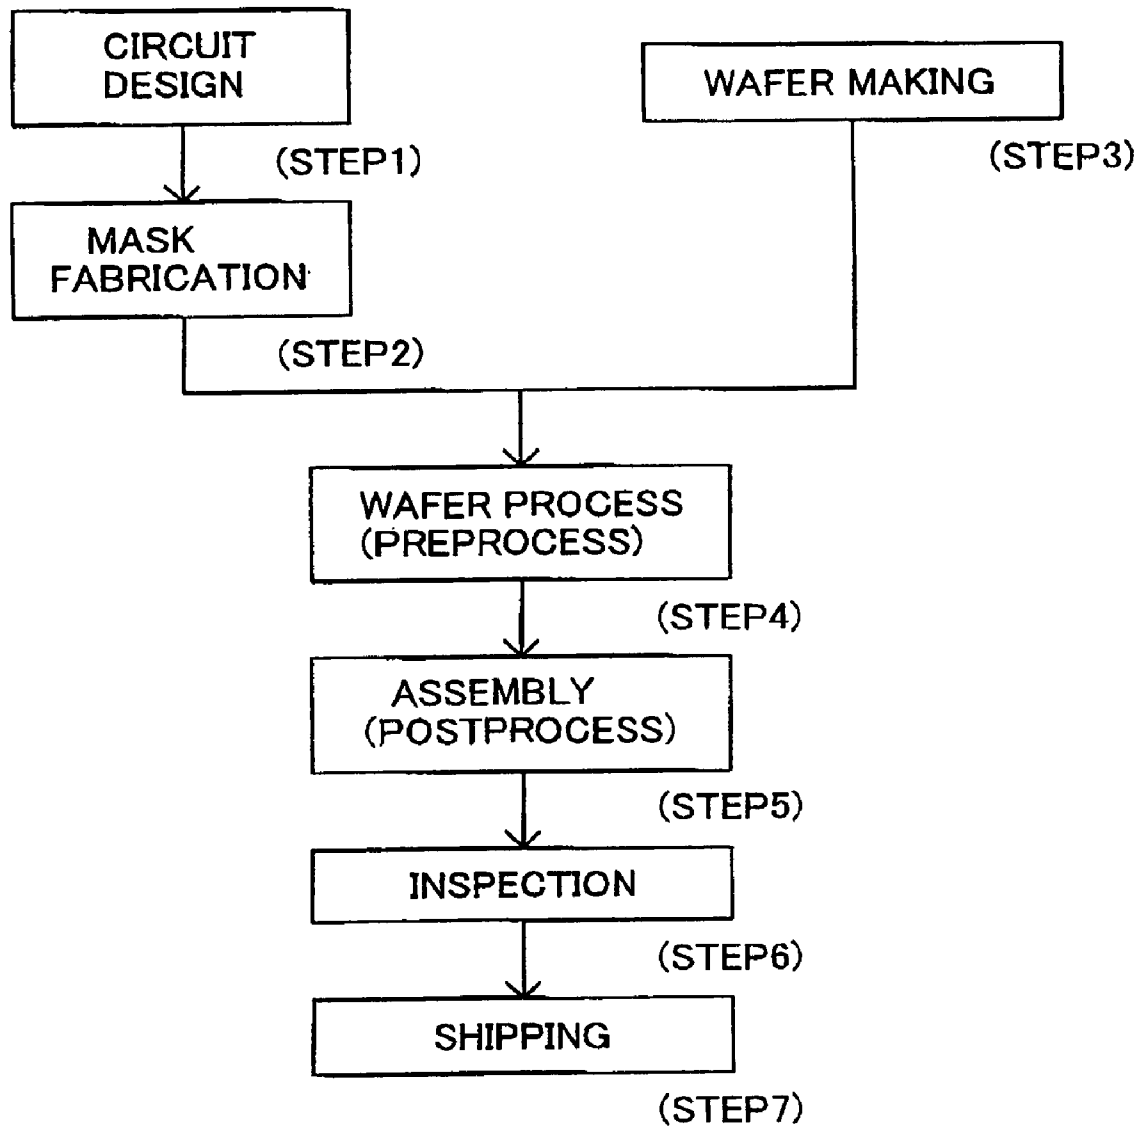 CIRCUIT
DESIGN
(STEP1)
WAFER MAKING
(STEP3)
MASK
FABRICATION
(STEP2)
WAFER PROCESS
(PREPROCESS)
(STEP4)
ASSEMBLY
(POSTPROCESS)
(STEP5)
INSPECTION
(STEP6)
SHIPPING
(STEP7)